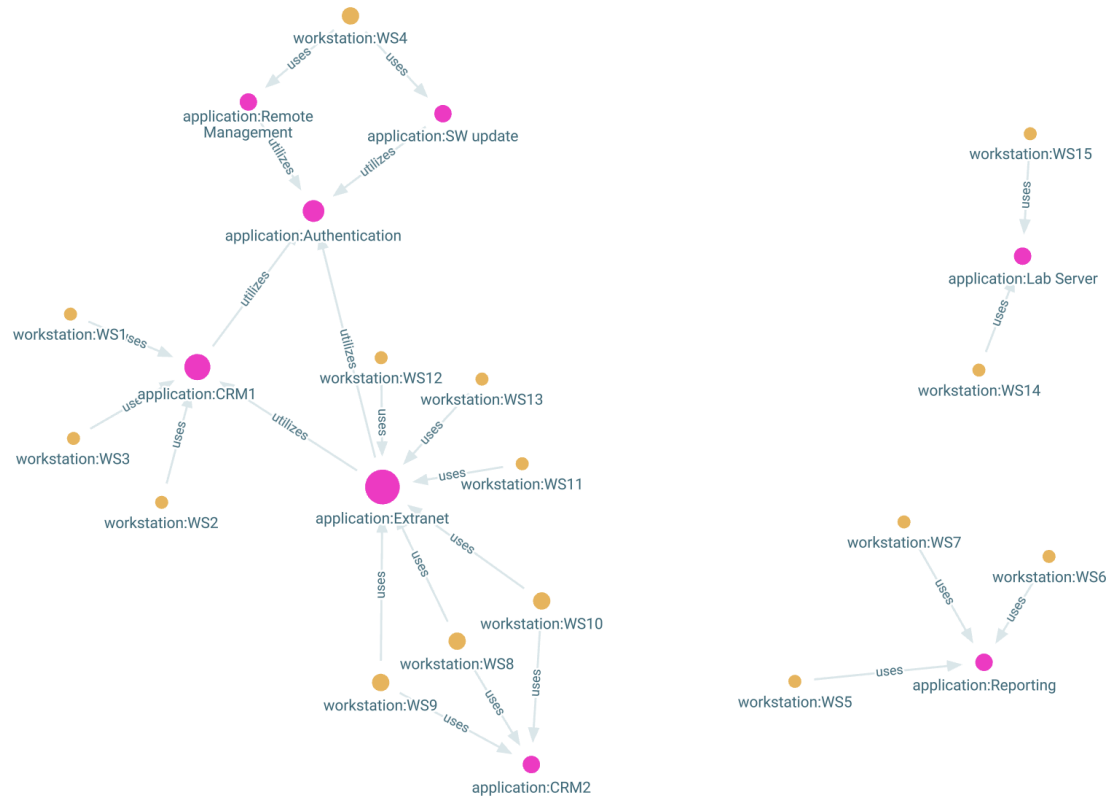 workstation:WS4
uses
uses
application:Remote
Management
application:SW update
utilizes
utilizes
application:Authentication
utilizes
utilizes
workstation:WS1
uses
application:CRM1
uses
workstation:WS3
uses
workstation:WS2
utilizes
workstation:WS12
workstation:WS13
uses
uses
uses
workstation:WS11
application:Extranet
uses
uses
uses
workstation:WS10
workstation:WS8
workstation:WS9
uses
uses
uses
application:CRM2
workstation:WS15
uses
application:Lab Server
uses
workstation:WS14
workstation:WS7
workstation:WS6
uses
uses
uses
application:Reporting
workstation:WS5